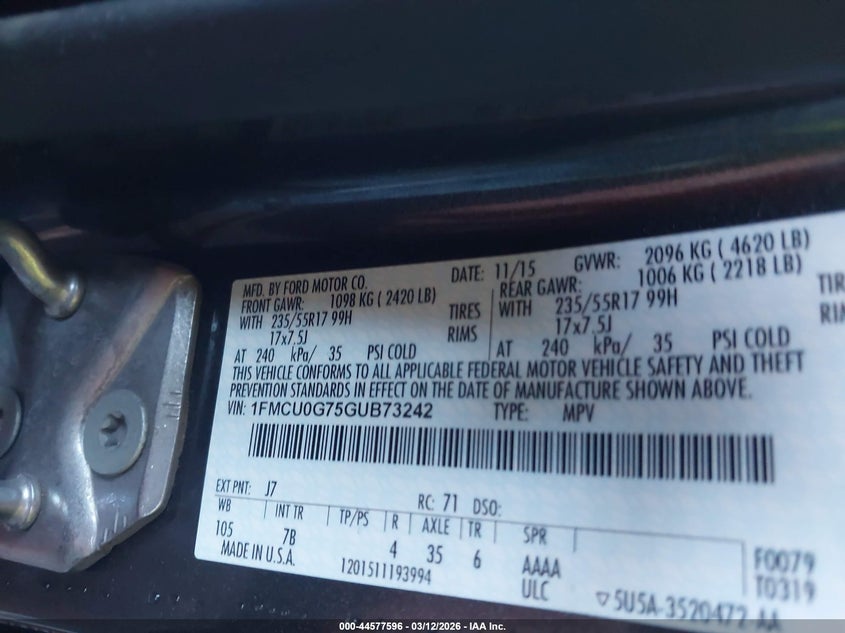 MFD. BY FORD MOTOR CO. DATE: 11/15 GVWR: 2096 KG ( 4620 LB)
FRONT GAWR: 1098 KG ( 2420 LB) REAR GAWR: 1006 KG ( 2218 LB)
WITH 235/55R17 99H TIRES WITH 235/55R17 99H TIR
17x7.5J RIMS 17x7.5J RIM
AT 240 kPa/ 35 PSI COLD AT 240 kPa/ 35 PSI COLD
THIS VEHICLE CONFORMS TO ALL APPLICABLE FEDERAL MOTOR VEHICLE SAFETY AND THEFT
PREVENTION STANDARDS IN EFFECT ON THE DATE OF MANUFACTURE SHOWN ABOVE.
VIN: 1FMCU0G75GUB73242 TYPE: MPV
EXT PNT: J7 RC: 71 DSO:
WB INT TR TP/PS R AXLE TR SPR
105 7B 4 35 6 AAAA F0079
MADE IN U.S.A. 1201511193994 ULC T0319
▽5U5A-3520472-AA
000-44577596 - 03/12/2026 - IAA Inc.